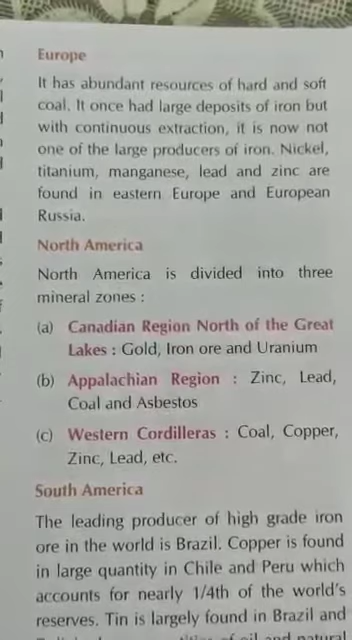 Europe
It has abundant resources of hard and soft
coal. It once had large deposits of iron but
with continuous extraction, it is now not
one of the large producers of iron. Nickel,
titanium, manganese, lead and zinc are
found in eastern Europe and European
Russia.
North America
North America is divided into three
mineral zones :
(a) Canadian Region North of the Great
Lakes : Gold, Iron ore and Uranium
(b) Appalachian Region : Zinc, Lead,
Coal and Asbestos
(c) Western Cordilleras : Coal, Copper,
Zinc, Lead, etc.
South America
The leading producer of high grade iron
ore in the world is Brazil. Copper is found
in large quantity in Chile and Peru which
accounts for nearly 1/4th of the world's
reserves. Tin is largely found in Brazil and
of oil and natural